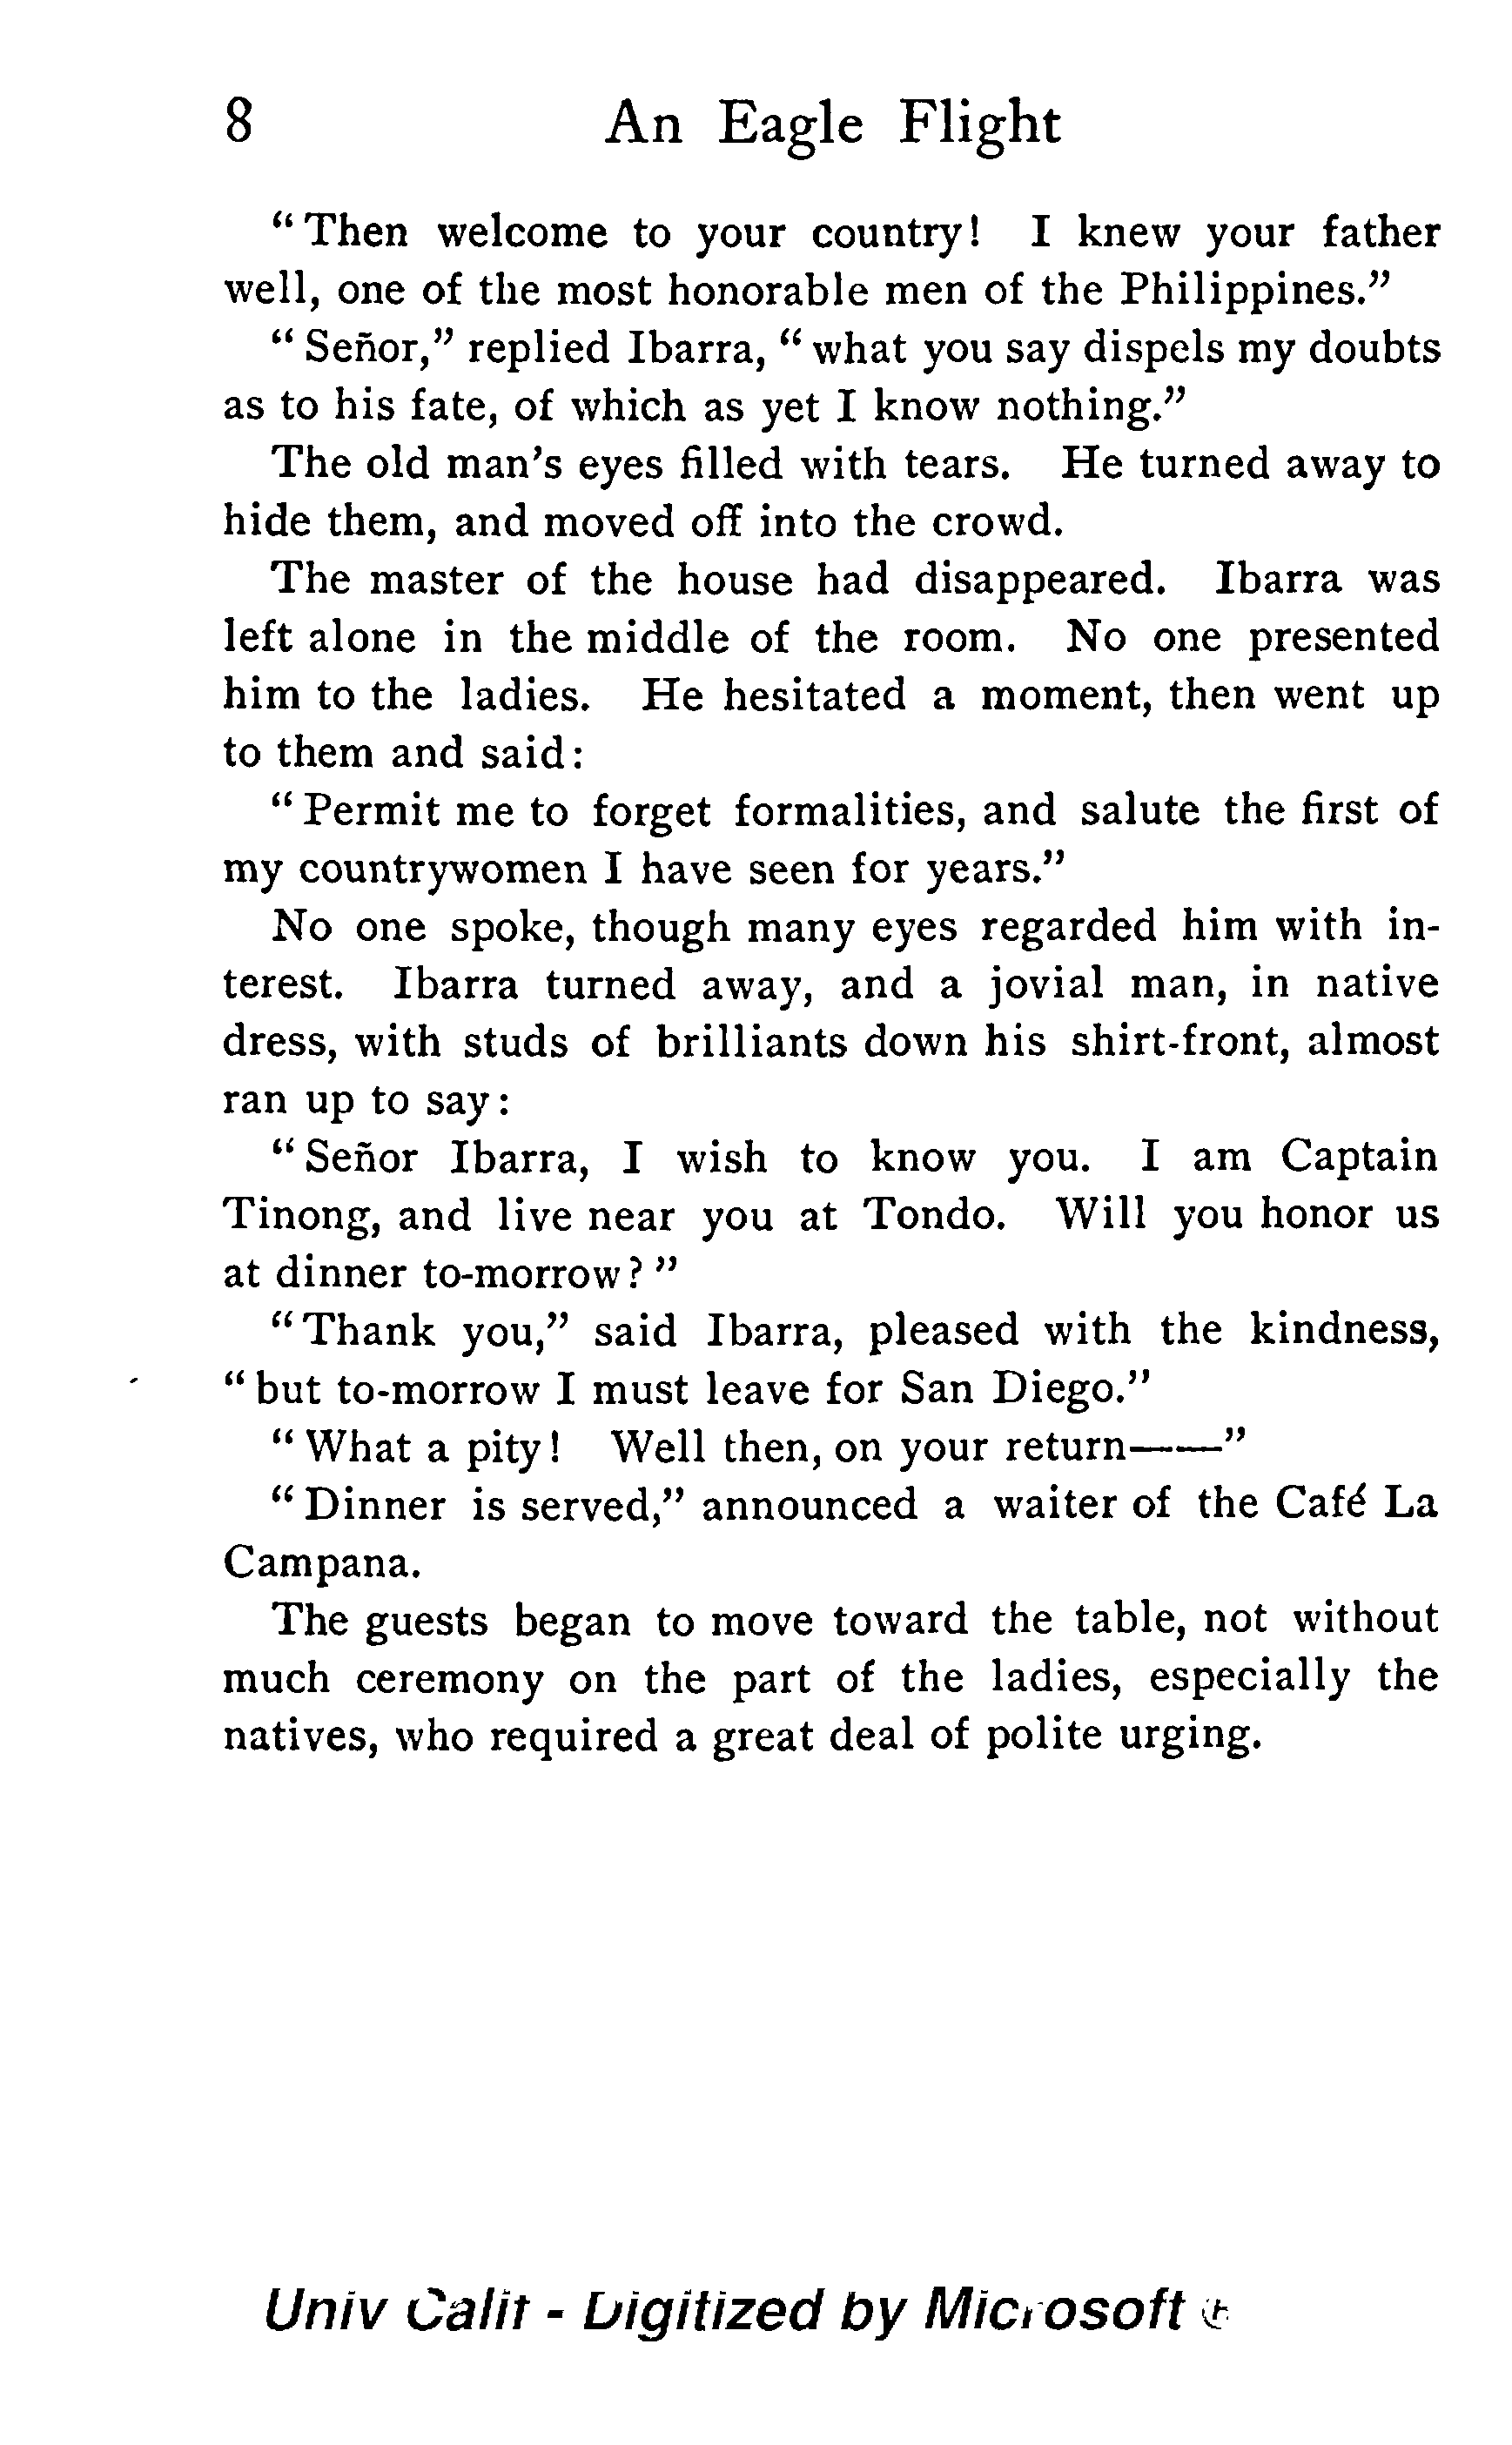 8 An Eagle Flight
“Then welcome to your country! I knew your father
well, one of the most honorable men of the Philippines.”
“Señor,” replied Ibarra, “what you say dispels my doubts
as to his fate, of which as yet I know nothing.”
The old man’s eyes filled with tears. He turned away to
hide them, and moved off into the crowd.
The master of the house had disappeared. Ibarra was
left alone in the middle of the room. No one presented
him to the ladies. He hesitated a moment, then went up
to them and said:
“Permit me to forget formalities, and salute the first of
my countrywomen I have seen for years.”
No one spoke, though many eyes regarded him with in-
terest. Ibarra turned away, and a jovial man, in native
dress, with studs of brilliants down his shirt-front, almost
ran up to say:
“Señor Ibarra, I wish to know you. I am Captain
Tinong, and live near you at Tondo. Will you honor us
at dinner to-morrow?”
“Thank you,” said Ibarra, pleased with the kindness,
“but to-morrow I must leave for San Diego.”
“What a pity! Well then, on your return——”
“Dinner is served,” announced a waiter of the Café La
Campana.
The guests began to move toward the table, not without
much ceremony on the part of the ladies, especially the
natives, who required a great deal of polite urging.
Univ Calif - Digitized by Microsoft ®